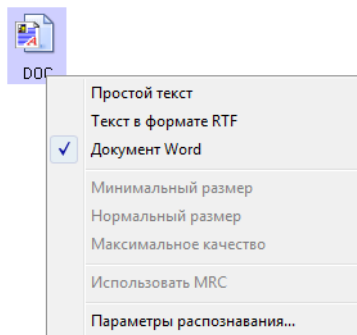 DOC
Простой текст
Текст в формате RTF
Документ Word
Минимальный размер
Нормальный размер
Максимальное качество
Использовать MRC
Параметры распознавания...